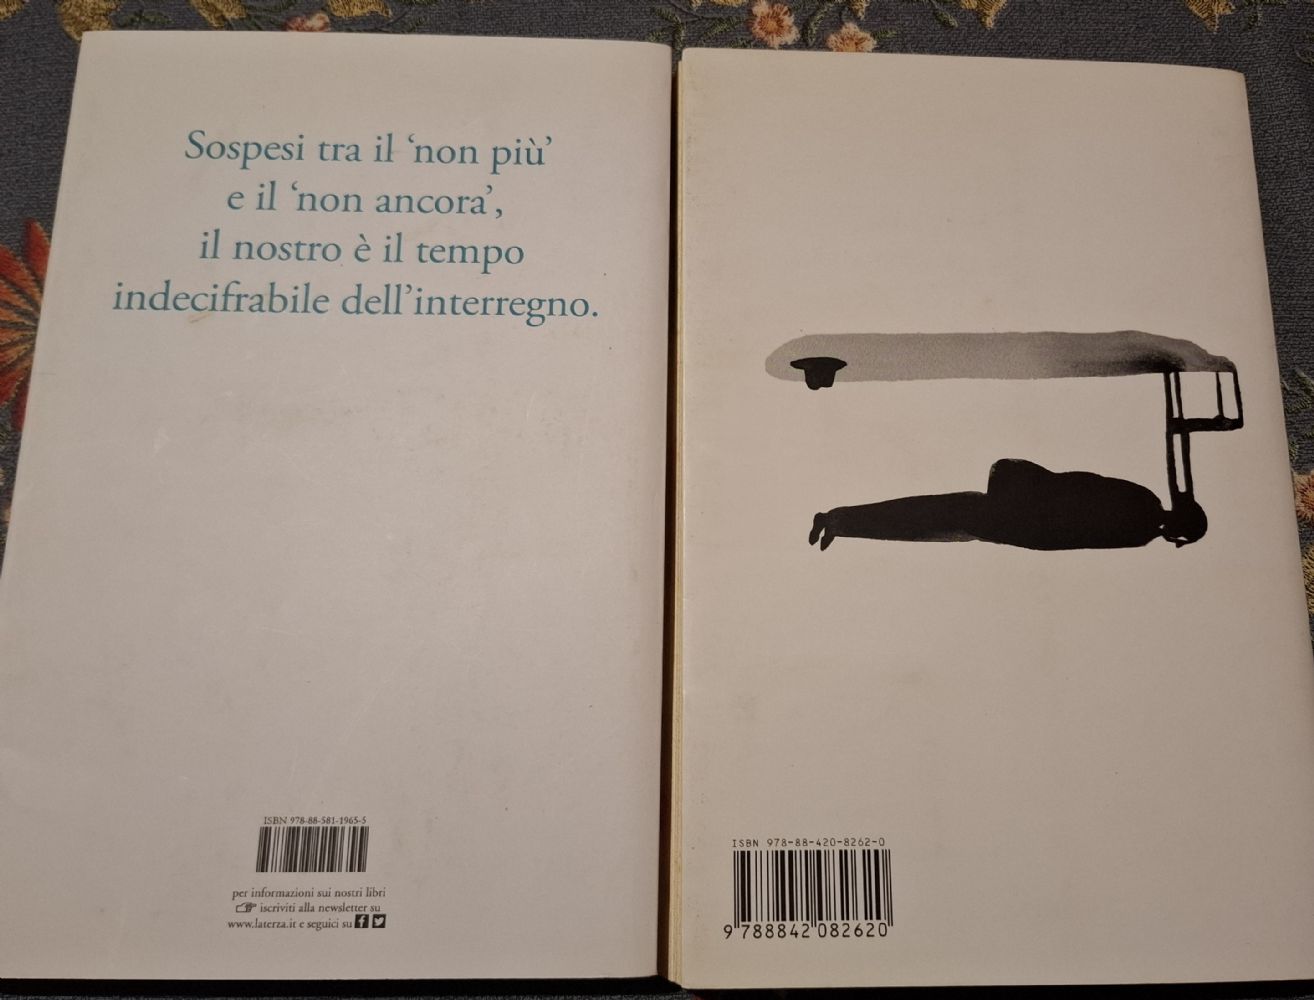 Sospesi tra il ‘non più’
e il ‘non ancora’,
il nostro è il tempo
indecifrabile dell’interregno.
ISBN 978-88-581-1965-5
per informazioni sui nostri libri
iscriviti alla newsletter su
www.laterza.it e seguici su
ISBN 978-88-420-8262-0
9 788842 082620